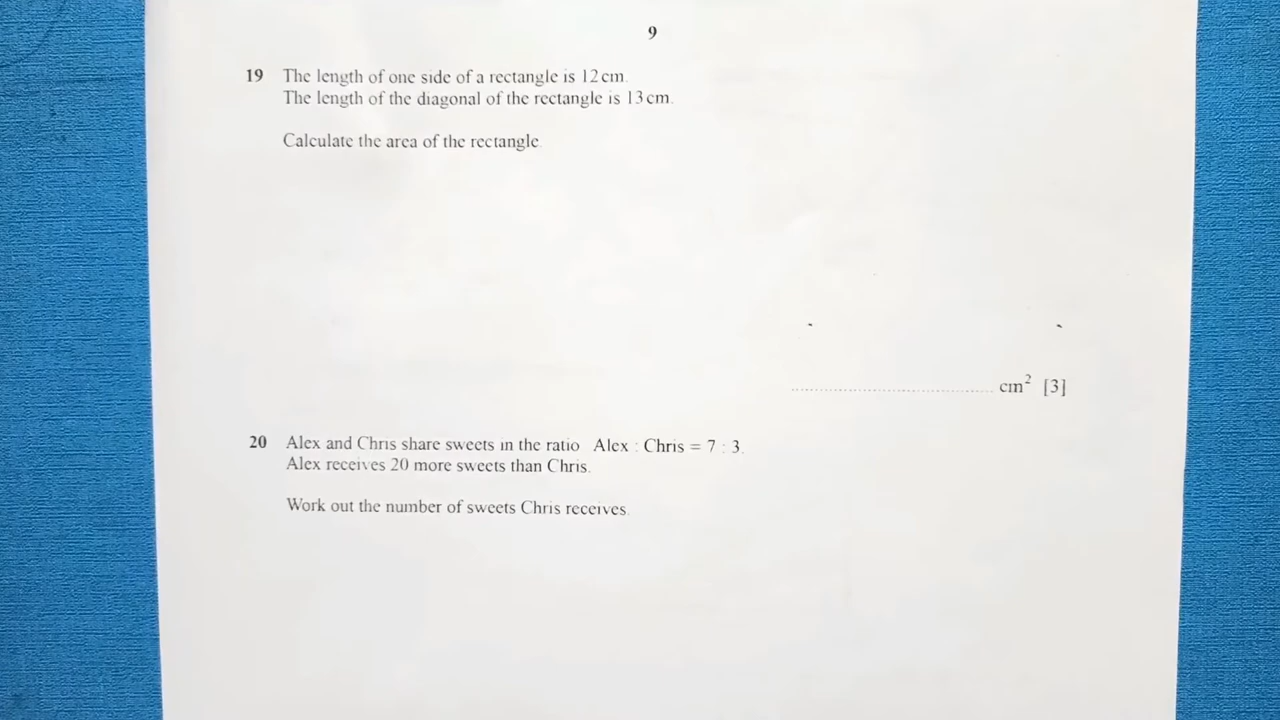 9
19 The length of one side of a rectangle is 12 cm.
The length of the diagonal of the rectangle is 13 cm.
Calculate the area of the rectangle.
.................................................. cm² [3]
20 Alex and Chris share sweets in the ratio Alex : Chris = 7 : 3.
Alex receives 20 more sweets than Chris.
Work out the number of sweets Chris receives.